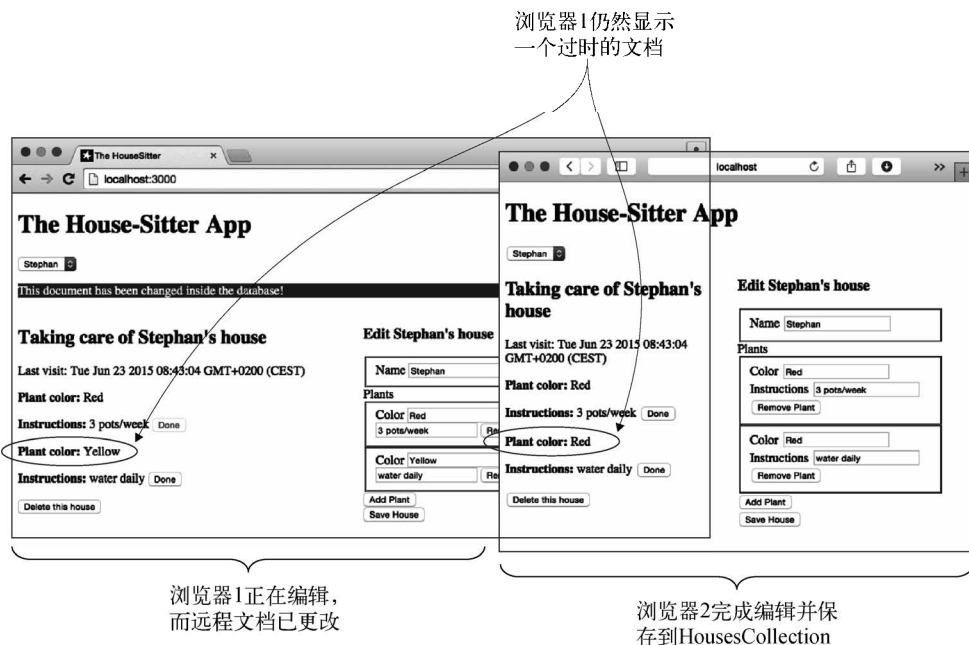 浏览器1仍然显示
一个过时的文档
The HouseSitter
localhost:3000
The House-Sitter App
Stephan
This document has been changed inside the database!
Taking care of Stephan's house
Last visit: Tue Jun 23 2015 08:43:04 GMT+0200 (CEST)
Plant color: Red
Instructions: 3 pots/week Done
Plant color: Yellow
Instructions: water daily Done
Delete this house
Edit Stephan's house
Name Stephan
Plants
Color Red
3 pots/week
Color Yellow
water daily
Add Plant
Save House
localhost
The House-Sitter App
Stephan
Taking care of Stephan's
house
Last visit: Tue Jun 23 2015 08:43:04
GMT+0200 (CEST)
Plant color: Red
Instructions: 3 pots/week Done
Plant color: Red
Instructions: water daily Done
Delete this house
Edit Stephan's house
Name Stephan
Plants
Color Red
Instructions 3 pots/week
Remove Plant
Color Red
Instructions water daily
Remove Plant
Add Plant
Save House
浏览器1正在编辑，
而远程文档已更改
浏览器2完成编辑并保
存到HousesCollection